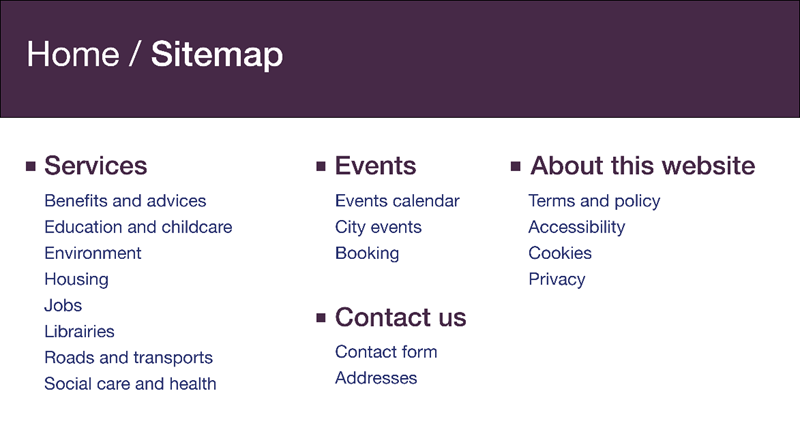 Home / Sitemap
Services
Benefits and advices
Education and childcare
Environment
Housing
Jobs
Librairies
Roads and transports
Social care and health
Events
Events calendar
City events
Booking
Contact us
Contact form
Addresses
About this website
Terms and policy
Accessibility
Cookies
Privacy